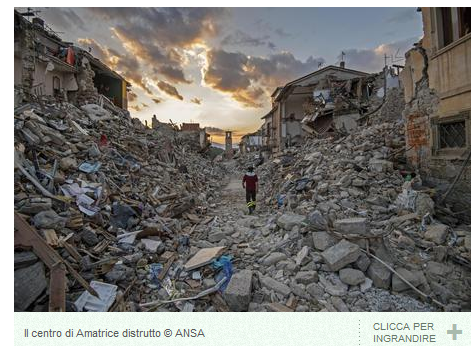 Il centro di Amatrice distrutto © ANSA
CLICCA PER
INGRANDIRE +